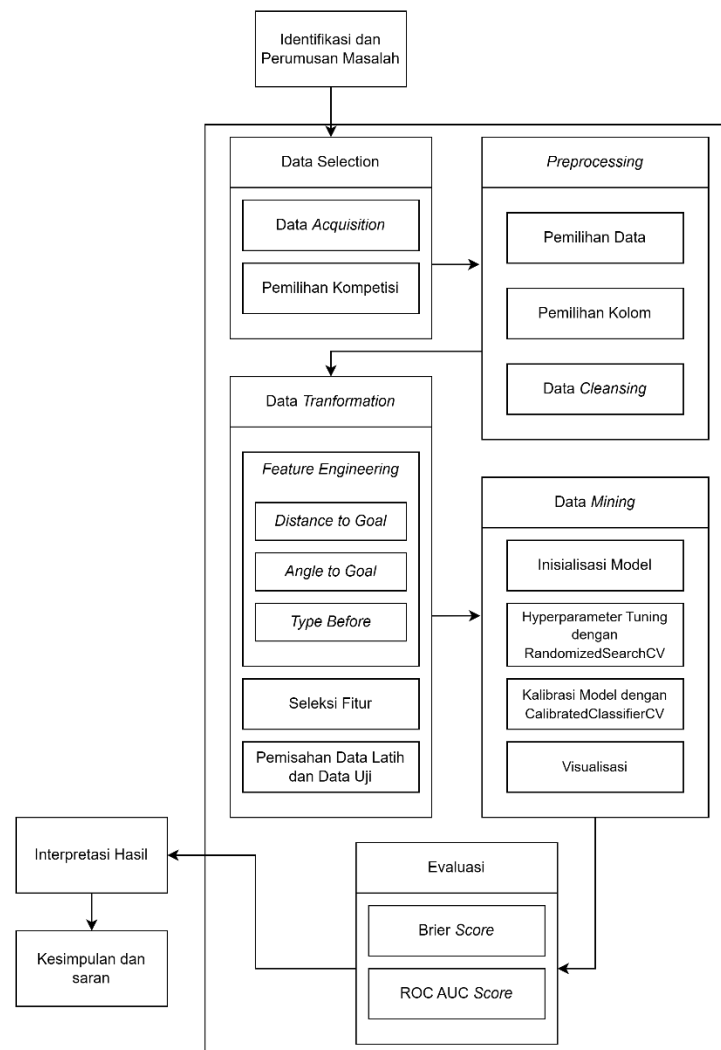 Identifikasi dan
Perumusan Masalah
Data Selection
Data Acquisition
Pemilihan Kompetisi
Preprocessing
Pemilihan Data
Pemilihan Kolom
Data Cleansing
Data Tranformation
Feature Engineering
Distance to Goal
Angle to Goal
Type Before
Seleksi Fitur
Pemisahan Data Latih
dan Data Uji
Data Mining
Inisialisasi Model
Hyperparameter Tuning
dengan
RandomizedSearchCV
Kalibrasi Model dengan
CalibratedClassifierCV
Visualisasi
Evaluasi
Brier Score
ROC AUC Score
Interpretasi Hasil
Kesimpulan dan
saran